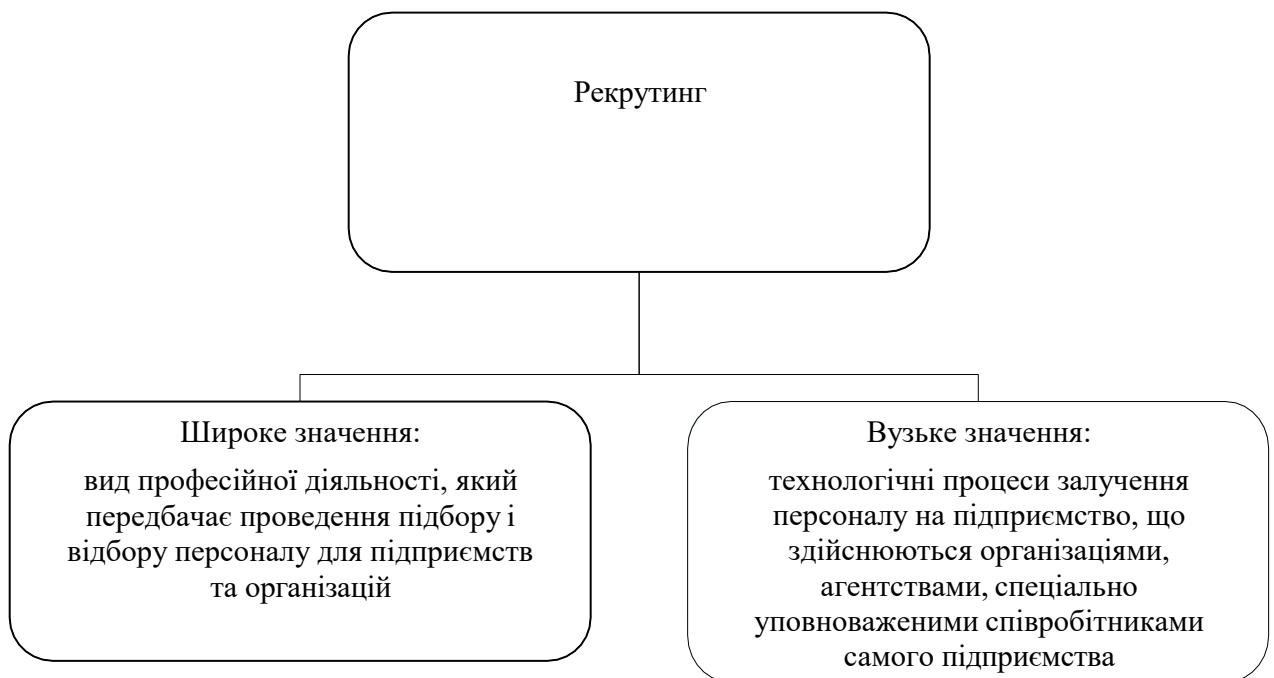 Рекрутинг
Широке значення:
вид професійної діяльності, який
передбачає проведення підбору і
відбору персоналу для підприємств
та організацій
Вузьке значення:
технологічні процеси залучення
персоналу на підприємство, що
здійснюються організаціями,
агентствами, спеціально
уповноваженими співробітниками
самого підприємства